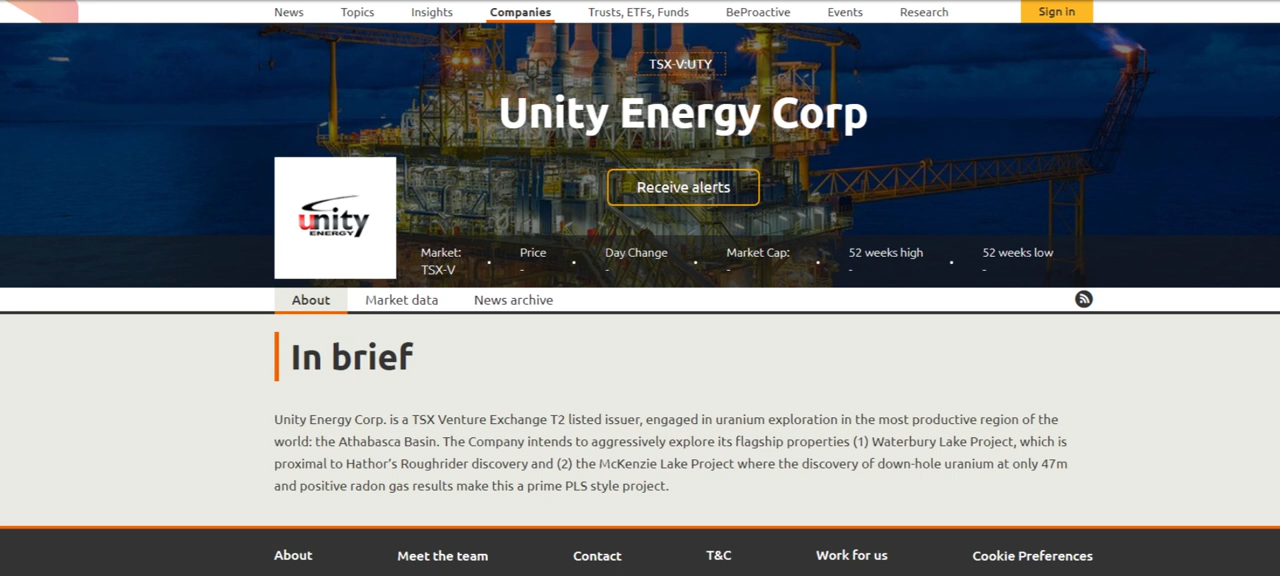 News Topics Insights Companies Trusts, ETFs, Funds BeProactive Events Research Sign in
TSX-V:UTY
Unity Energy Corp
Receive alerts
unity
ENERGY
Market: Price Day Change Market Cap: 52 weeks high 52 weeks low
TSX-V - - - - -
About Market data News archive
In brief
Unity Energy Corp. is a TSX Venture Exchange T2 listed issuer, engaged in uranium exploration in the most productive region of the
world: the Athabasca Basin. The Company intends to aggressively explore its flagship properties (1) Waterbury Lake Project, which is
proximal to Hathor’s Roughrider discovery and (2) the McKenzie Lake Project where the discovery of down-hole uranium at only 47m
and positive radon gas results make this a prime PLS style project.
About Meet the team Contact T&C Work for us Cookie Preferences